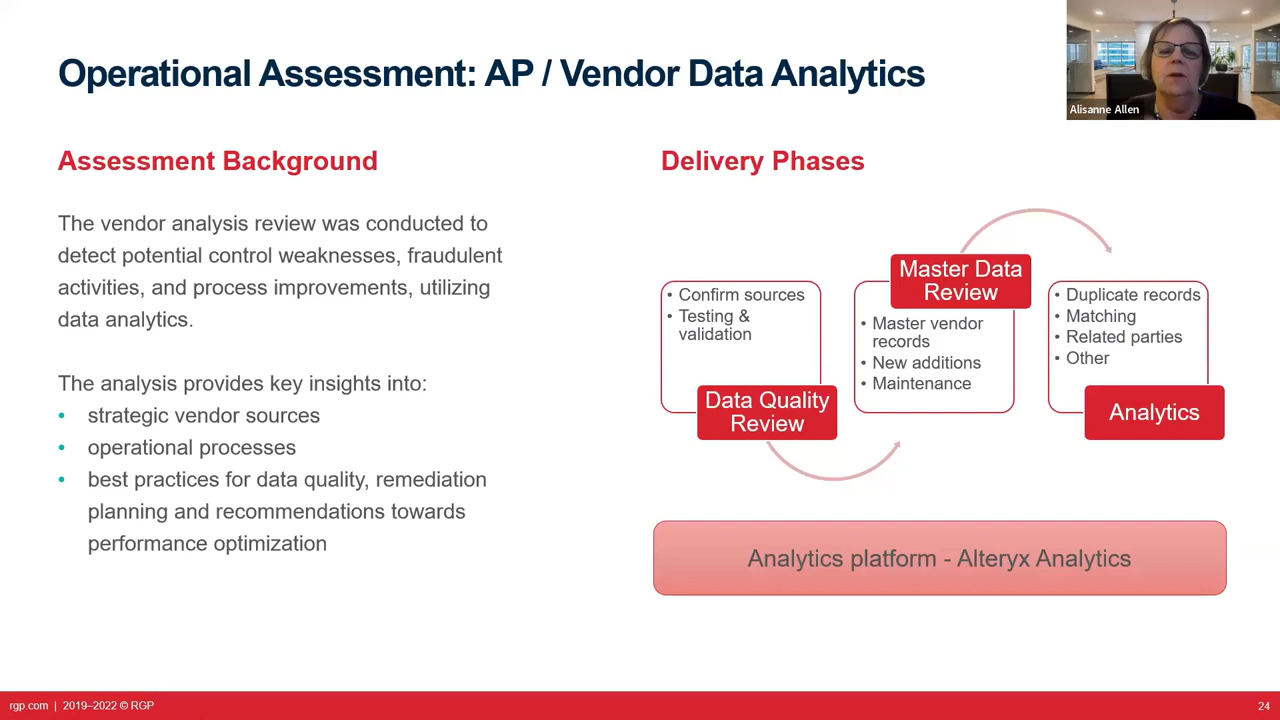 Operational Assessment: AP / Vendor Data Analytics
Alisanne Allen
Assessment Background
The vendor analysis review was conducted to
detect potential control weaknesses, fraudulent
activities, and process improvements, utilizing
data analytics.
The analysis provides key insights into:
• strategic vendor sources
• operational processes
• best practices for data quality, remediation
planning and recommendations towards
performance optimization
Delivery Phases
• Confirm sources
• Testing &
validation
Data Quality
Review
Master Data
Review
• Master vendor
records
• New additions
• Maintenance
• Duplicate records
• Matching
• Related parties
• Other
Analytics
Analytics platform - Alteryx Analytics
rgp.com | 2019–2022 © RGP
24